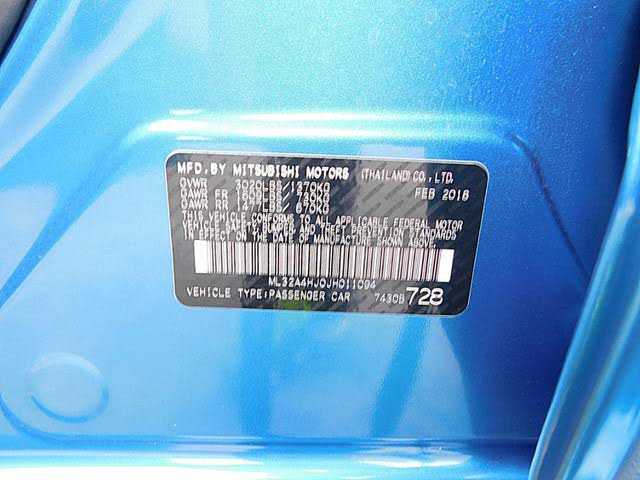 MFD. BY MITSUBISHI MOTORS (THAILAND) CO., LTD.
GVWR 3020LBS/1370KG FEB 2018
GAWR FR
GAWR RR 1477LBS/670KG
THIS VEHICLE CONFORMS TO ALL APPLICABLE FEDERAL MOTOR
VEHICLE SAFETY, BUMPER, AND THEFT PREVENTION STANDARDS
IN EFFECT ON THE DATE OF MANUFACTURE SHOWN ABOVE.
ML32A4HJ0JH011094
VEHICLE TYPE:PASSENGER CAR 7430B 728